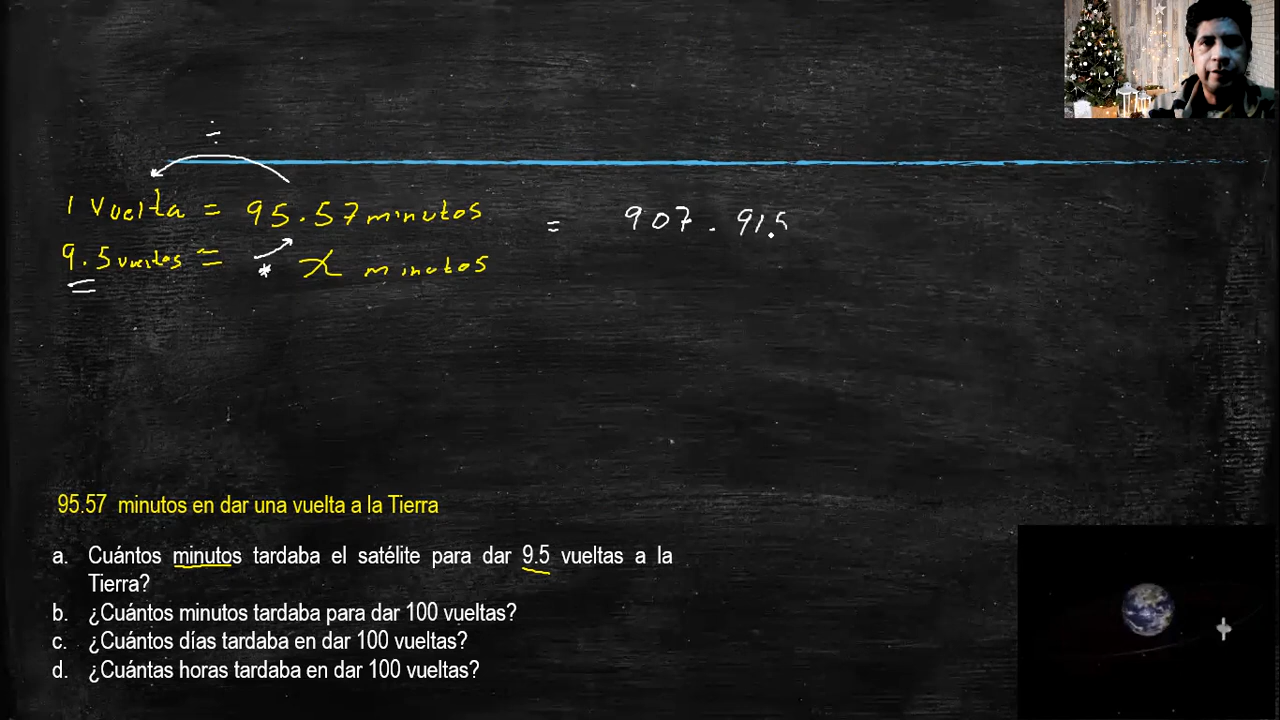 ÷
1 Vuelta = 95.57 minutos = 907.915
9.5 vueltas = * x minutos
95.57 minutos en dar una vuelta a la Tierra
a. Cuántos minutos tardaba el satélite para dar 9.5 vueltas a la
Tierra?
b. ¿Cuántos minutos tardaba para dar 100 vueltas?
c. ¿Cuántos días tardaba en dar 100 vueltas?
d. ¿Cuántas horas tardaba en dar 100 vueltas?